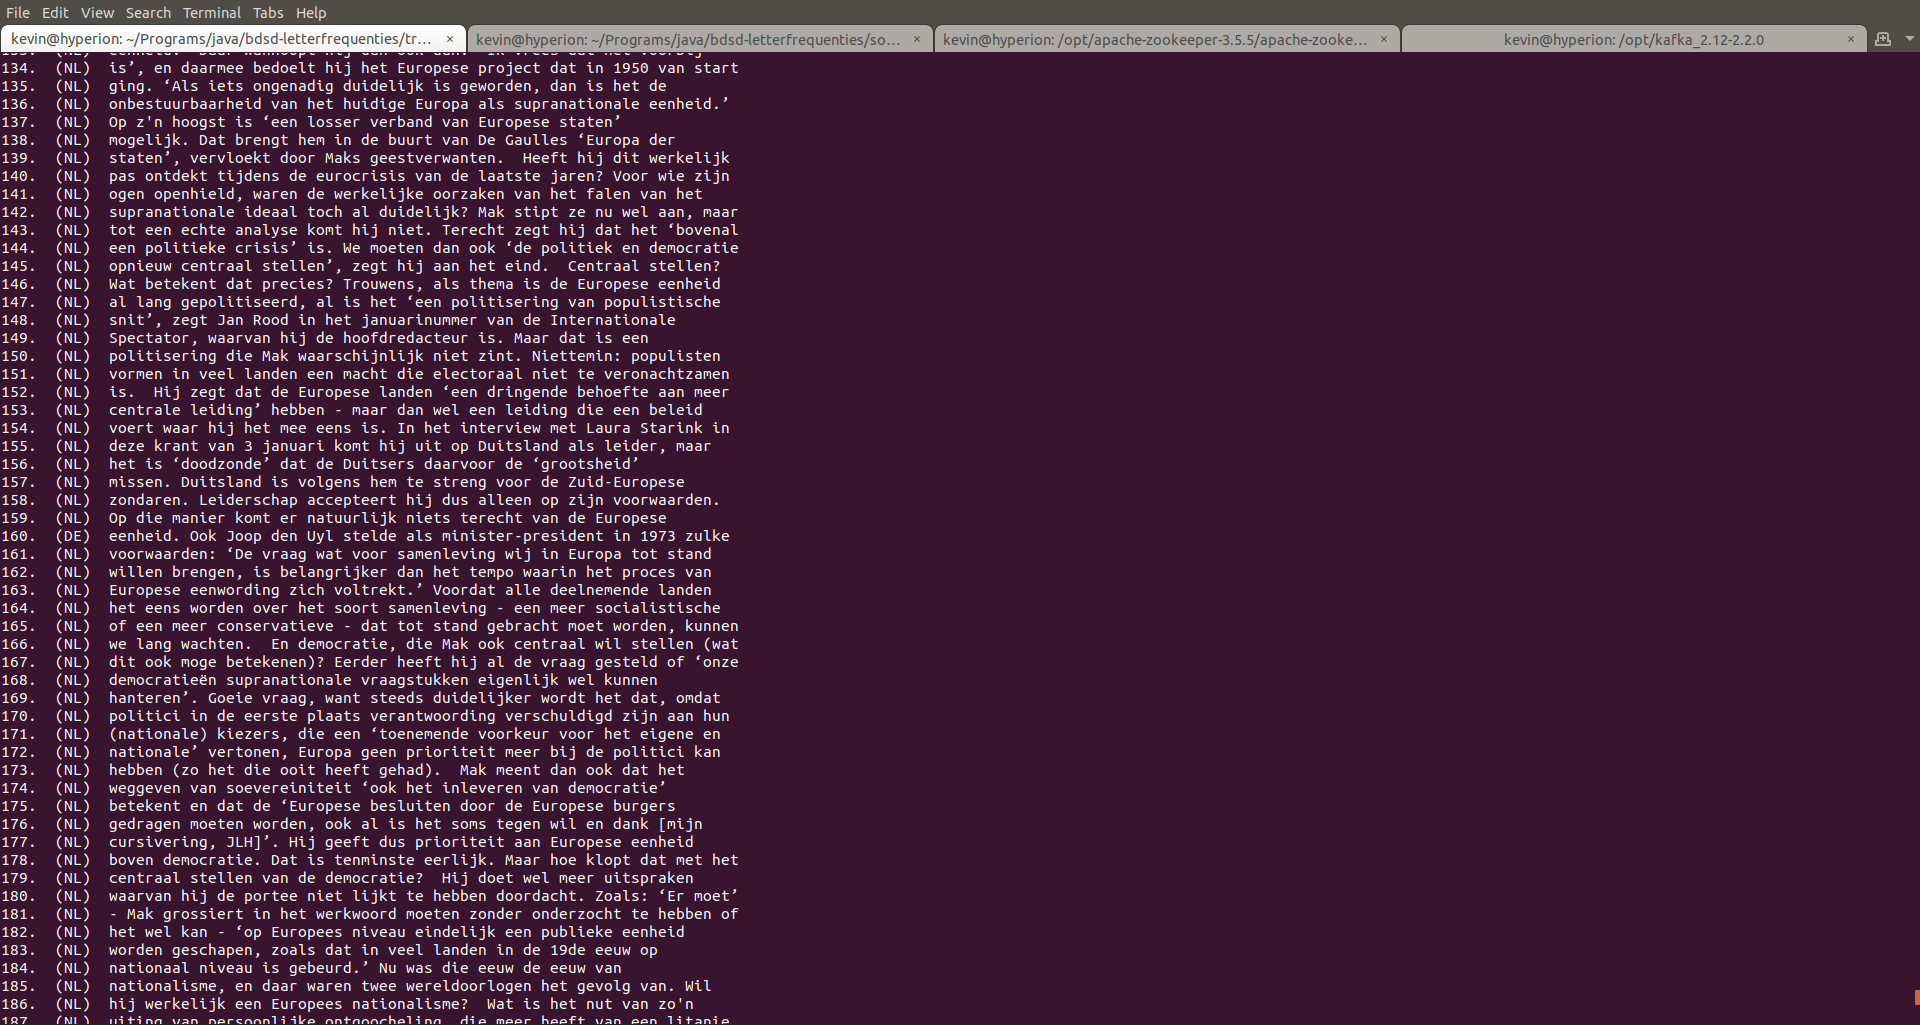 File Edit View Search Terminal Tabs Help
kevin@hyperion: ~/Programs/java/bdsd-letterfrequenties/tr... × kevin@hyperion: ~/Programs/java/bdsd-letterfrequenties/so... × kevin@hyperion: /opt/apache-zookeeper-3.5.5/apache-zooke... × kevin@hyperion: /opt/kafka_2.12-2.2.0 ×
134. (NL) is’, en daarmee bedoelt hij het Europese project dat in 1950 van start
135. (NL) ging. ‘Als iets ongenadig duidelijk is geworden, dan is het de
136. (NL) onbestuurbaarheid van het huidige Europa als supranationale eenheid.’
137. (NL) Op z'n hoogst is ‘een losser verband van Europese staten’
138. (NL) mogelijk. Dat brengt hem in de buurt van De Gaulles ‘Europa der
139. (NL) staten’, vervloekt door Maks geestverwanten.  Heeft hij dit werkelijk
140. (NL) pas ontdekt tijdens de eurocrisis van de laatste jaren? Voor wie zijn
141. (NL) ogen openhield, waren de werkelijke oorzaken van het falen van het
142. (NL) supranationale ideaal toch al duidelijk? Mak stipt ze nu wel aan, maar
143. (NL) tot een echte analyse komt hij niet. Terecht zegt hij dat het ‘bovenal
144. (NL) een politieke crisis’ is. We moeten dan ook ‘de politiek en democratie
145. (NL) opnieuw centraal stellen’, zegt hij aan het eind.  Centraal stellen?
146. (NL) Wat betekent dat precies? Trouwens, als thema is de Europese eenheid
147. (NL) al lang gepolitiseerd, al is het ‘een politisering van populistische
148. (NL) snit’, zegt Jan Rood in het januarinummer van de Internationale
149. (NL) Spectator, waarvan hij de hoofdredacteur is. Maar dat is een
150. (NL) politisering die Mak waarschijnlijk niet zint. Niettemin: populisten
151. (NL) vormen in veel landen een macht die electoraal niet te veronachtzamen
152. (NL) is.  Hij zegt dat de Europese landen ‘een dringende behoefte aan meer
153. (NL) centrale leiding’ hebben - maar dan wel een leiding die een beleid
154. (NL) voert waar hij het mee eens is. In het interview met Laura Starink in
155. (NL) deze krant van 3 januari komt hij uit op Duitsland als leider, maar
156. (NL) het is ‘doodzonde’ dat de Duitsers daarvoor de ‘grootsheid’
157. (NL) missen. Duitsland is volgens hem te streng voor de Zuid-Europese
158. (NL) zondaren. Leiderschap accepteert hij dus alleen op zijn voorwaarden.
159. (NL) Op die manier komt er natuurlijk niets terecht van de Europese
160. (DE) eenheid. Ook Joop den Uyl stelde als minister-president in 1973 zulke
161. (NL) voorwaarden: ‘De vraag wat voor samenleving wij in Europa tot stand
162. (NL) willen brengen, is belangrijker dan het tempo waarin het proces van
163. (NL) Europese eenwording zich voltrekt.’ Voordat alle deelnemende landen
164. (NL) het eens worden over het soort samenleving - een meer socialistische
165. (NL) of een meer conservatieve - dat tot stand gebracht moet worden, kunnen
166. (NL) we lang wachten.  En democratie, die Mak ook centraal wil stellen (wat
167. (NL) dit ook moge betekenen)? Eerder heeft hij al de vraag gesteld of ‘onze
168. (NL) democratieën supranationale vraagstukken eigenlijk wel kunnen
169. (NL) hanteren’. Goeie vraag, want steeds duidelijker wordt het dat, omdat
170. (NL) politici in de eerste plaats verantwoording verschuldigd zijn aan hun
171. (NL) (nationale) kiezers, die een ‘toenemende voorkeur voor het eigene en
172. (NL) nationale’ vertonen, Europa geen prioriteit meer bij de politici kan
173. (NL) hebben (zo het die ooit heeft gehad).  Mak meent dan ook dat het
174. (NL) weggeven van soevereiniteit ‘ook het inleveren van democratie’
175. (NL) betekent en dat de ‘Europese besluiten door de Europese burgers
176. (NL) gedragen moeten worden, ook al is het soms tegen wil en dank [mijn
177. (NL) cursivering, JLH]’. Hij geeft dus prioriteit aan Europese eenheid
178. (NL) boven democratie. Dat is tenminste eerlijk. Maar hoe klopt dat met het
179. (NL) centraal stellen van de democratie?  Hij doet wel meer uitspraken
180. (NL) waarvan hij de portee niet lijkt te hebben doordacht. Zoals: ‘Er moet’
181. (NL) - Mak grossiert in het werkwoord moeten zonder onderzocht te hebben of
182. (NL) het wel kan - ‘op Europees niveau eindelijk een publieke eenheid
183. (NL) worden geschapen, zoals dat in veel landen in de 19de eeuw op
184. (NL) nationaal niveau is gebeurd.’ Nu was die eeuw de eeuw van
185. (NL) nationalisme, en daar waren twee wereldoorlogen het gevolg van. Wil
186. (NL) hij werkelijk een Europees nationalisme?  Wat is het nut van zo'n
187. (NL) uiting van persoonlijke ontgoocheling, die meer heeft van een litanie